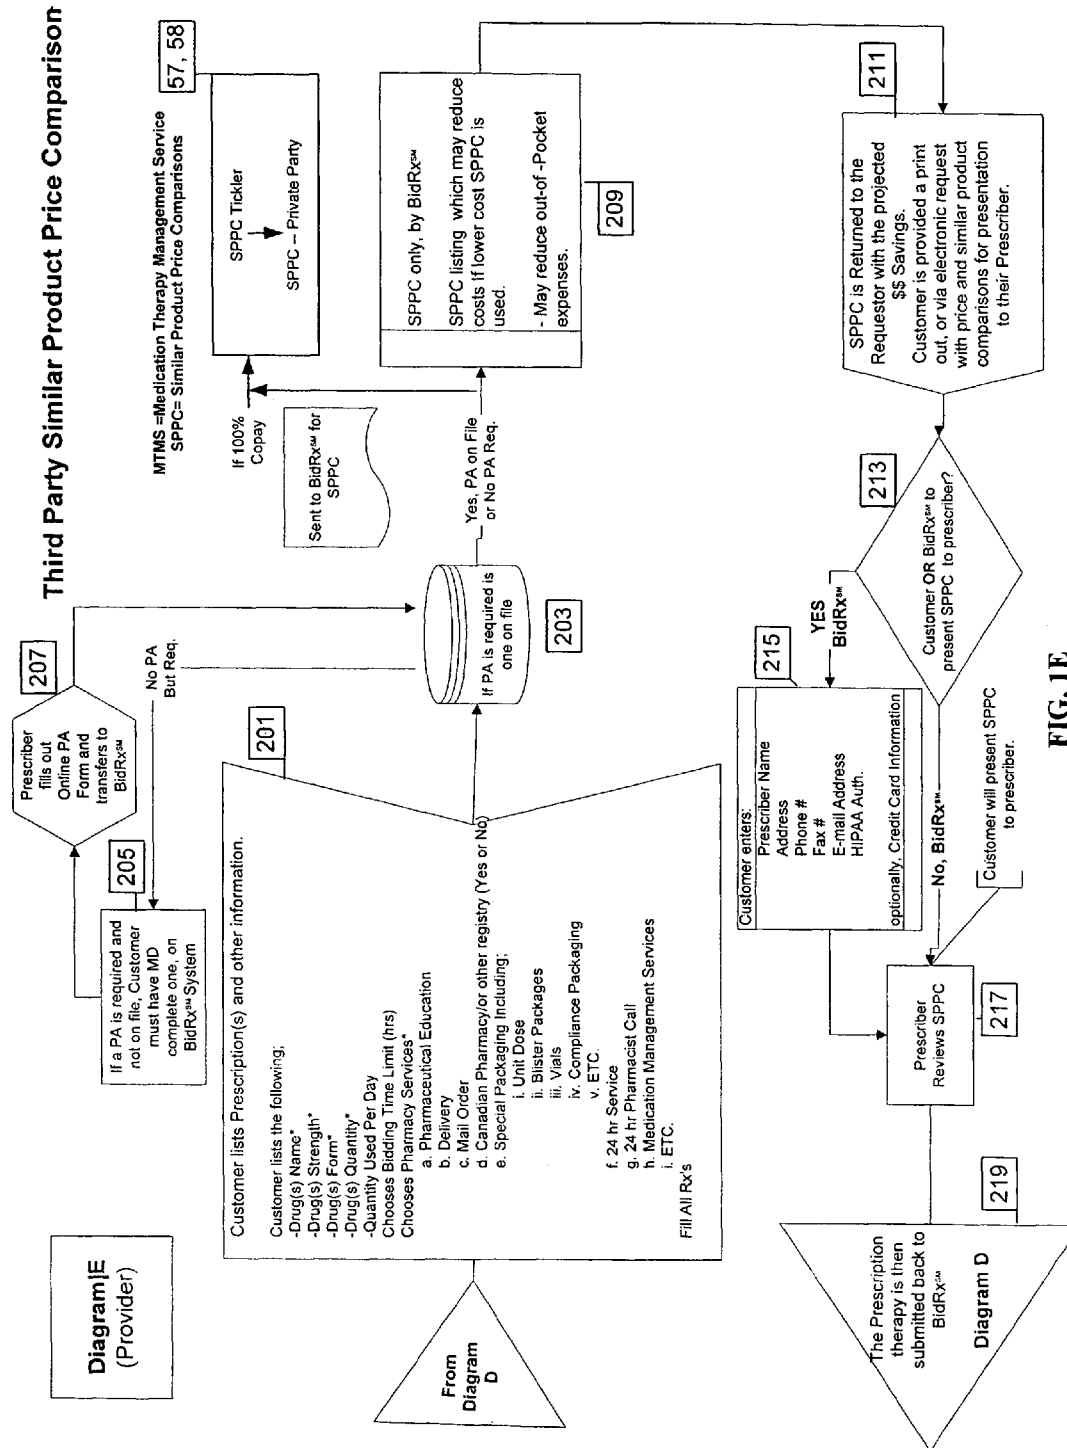 Third Party Similar Product Price Comparison
Diagram|E
(Provider)
MTMS =Medication Therapy Management Service
SPPC= Similar Product Price Comparisons
57, 58
SPPC Tickler
SPPC – Private Party
If 100%
Copay
Sent to BidRx℠ for
SPPC
Yes, PA on File
or No PA Req.
SPPC only, by BidRx℠
SPPC listing which may reduce
costs if lower cost SPPC is
used.
- May reduce out-of -Pocket
expenses.
209
Prescriber
fills out
Online PA
Form and
transfers to
BidRx℠
207
No PA
But Req.
205
If a PA is required and
not on file, Customer
must have MD
complete one, on
BidRx℠ System
If PA is required is
one on file
203
From
Diagram
D
201
Customer lists Prescription(s) and other information.
Customer lists the following;
-Drug(s) Name*
-Drug(s) Strength*
-Drug(s) Form*
-Drug(s) Quantity*
-Quantity Used Per Day
Chooses Bidding Time Limit (hrs)
Chooses Pharmacy Services*
a. Pharmaceutical Education
b. Delivery
c. Mail Order
d. Canadian Pharmacy/or other registry (Yes or No)
e. Special Packaging Including;
i. Unit Dose
ii. Blister Packages
iii. Vials
iv. Compliance Packaging
v. ETC.
f. 24 hr Service
g. 24 hr Pharmacist Call
h. Medication Management Services
i. ETC.
Fill All Rx's
211
SPPC is Returned to the
Requestor with the projected
$$ Savings.
Customer is provided a print
out, or via electronic request
with price and similar product
comparisons for presentation
to their Prescriber.
213
Customer OR BidRx℠ to
present SPPC to prescriber?
YES
BidRx℠
215
Customer enters:
Prescriber Name
Address
Phone #
Fax #
E-mail Address
HIPAA Auth.
optionally, Credit Card Information
No, BidRx℠
Customer will present SPPC
to prescriber.
Prescriber
Reviews SPPC
217
219
The Prescription
therapy is then
submitted back to
BidRx℠
Diagram D
FIG. 1E